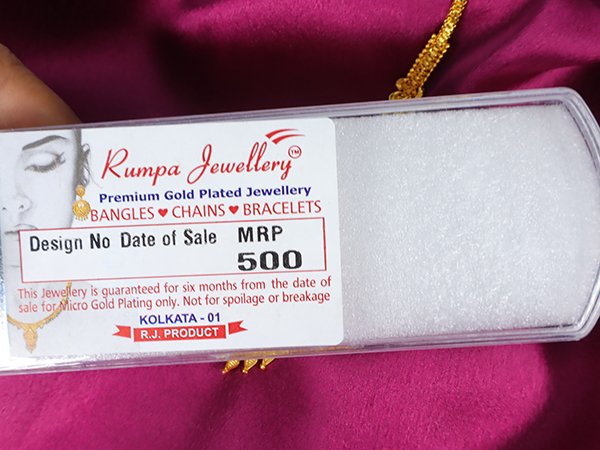 Rumpa Jewellery TM
Premium Gold Plated Jewellery
BANGLES ♥ CHAINS ♥ BRACELETS
Design No Date of Sale MRP
500
This Jewellery is guaranteed for six months from the date of
sale for Micro Gold Plating only. Not for spoilage or breakage
KOLKATA - 01
R.J. PRODUCT